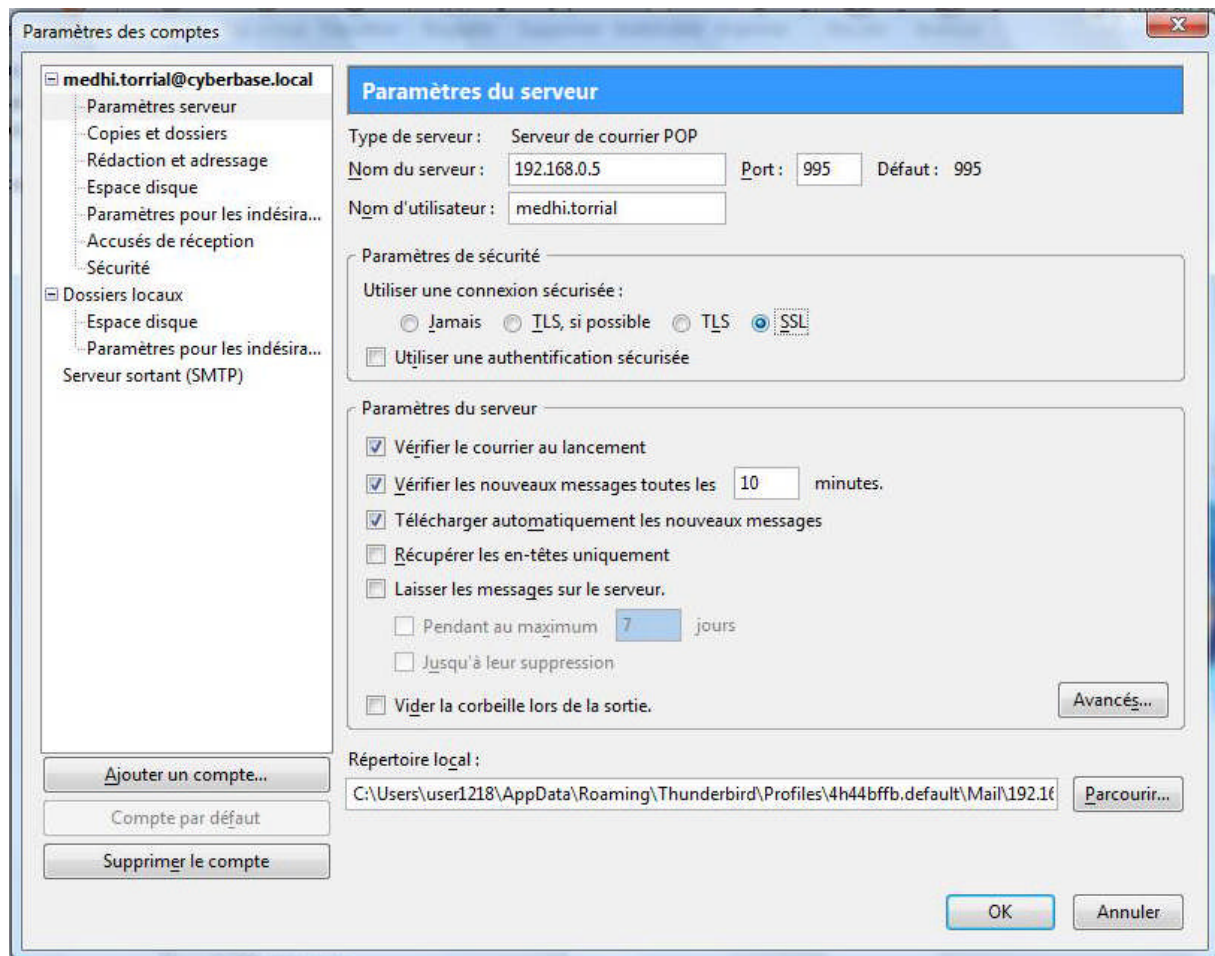 Paramètres des comptes
medhi.torrial@cyberbase.local
Paramètres serveur
Copies et dossiers
Rédaction et adressage
Espace disque
Paramètres pour les indésira...
Accusés de réception
Sécurité
Dossiers locaux
Espace disque
Paramètres pour les indésira...
Serveur sortant (SMTP)
Ajouter un compte...
Compte par défaut
Supprimer le compte
Paramètres du serveur
Type de serveur : Serveur de courrier POP
Nom du serveur : 192.168.0.5 Port : 995 Défaut : 995
Nom d'utilisateur : medhi.torrial
Paramètres de sécurité
Utiliser une connexion sécurisée :
Jamais TLS, si possible TLS SSL
Utiliser une authentification sécurisée
Paramètres du serveur
Vérifier le courrier au lancement
Vérifier les nouveaux messages toutes les 10 minutes.
Télécharger automatiquement les nouveaux messages
Récupérer les en-têtes uniquement
Laisser les messages sur le serveur.
Pendant au maximum 7 jours
Jusqu'à leur suppression
Vider la corbeille lors de la sortie.
Avancés...
Répertoire local :
C:\Users\user1218\AppData\Roaming\Thunderbird\Profiles\4h44bffb.default\Mail\192.16 Parcourir...
OK Annuler